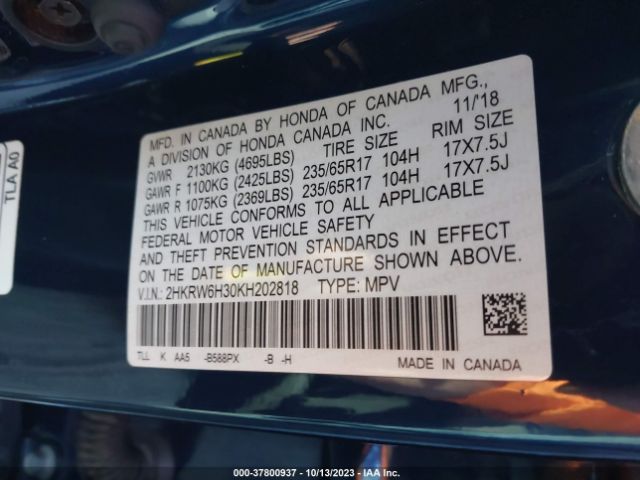 MFD. IN CANADA BY HONDA OF CANADA MFG.,
A DIVISION OF HONDA CANADA INC. 11/'18
GVWR 2130KG (4695LBS) TIRE SIZE RIM SIZE
GAWR F 1100KG (2425LBS) 235/65R17 104H 17X7.5J
GAWR R 1075KG (2369LBS) 235/65R17 104H 17X7.5J
THIS VEHICLE CONFORMS TO ALL APPLICABLE
FEDERAL MOTOR VEHICLE SAFETY
AND THEFT PREVENTION STANDARDS IN EFFECT
ON THE DATE OF MANUFACTURE SHOWN ABOVE.
V.I.N.: 2HKRW6H30KH202818 TYPE: MPV
TLL K AA5 -B588PX -B -H MADE IN CANADA
TLA A0
000-37800937 - 10/13/2023 - IAA Inc.